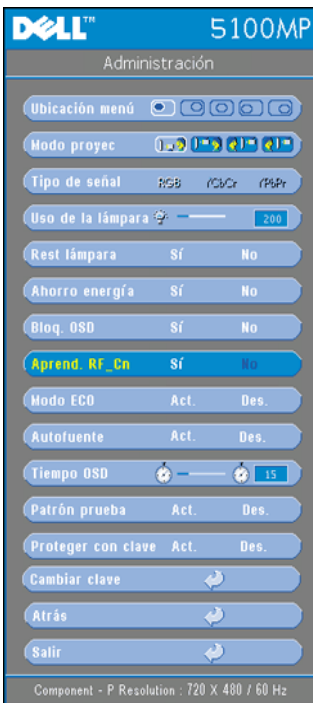 DELL™ 5100MP
Administración
Ubicación menú
Modo proyec
Tipo de señal RGB YCbCr YPbPr
Uso de la lámpara 200
Rest lámpara Sí No
Ahorro energía Sí No
Bloq. OSD Sí No
Aprend. RF_Cn Sí No
Modo ECO Act. Des.
Autofuente Act. Des.
Tiempo OSD 15
Patrón prueba Act. Des.
Proteger con clave Act. Des.
Cambiar clave
Atrás
Salir
Component - P Resolution : 720 X 480 / 60 Hz